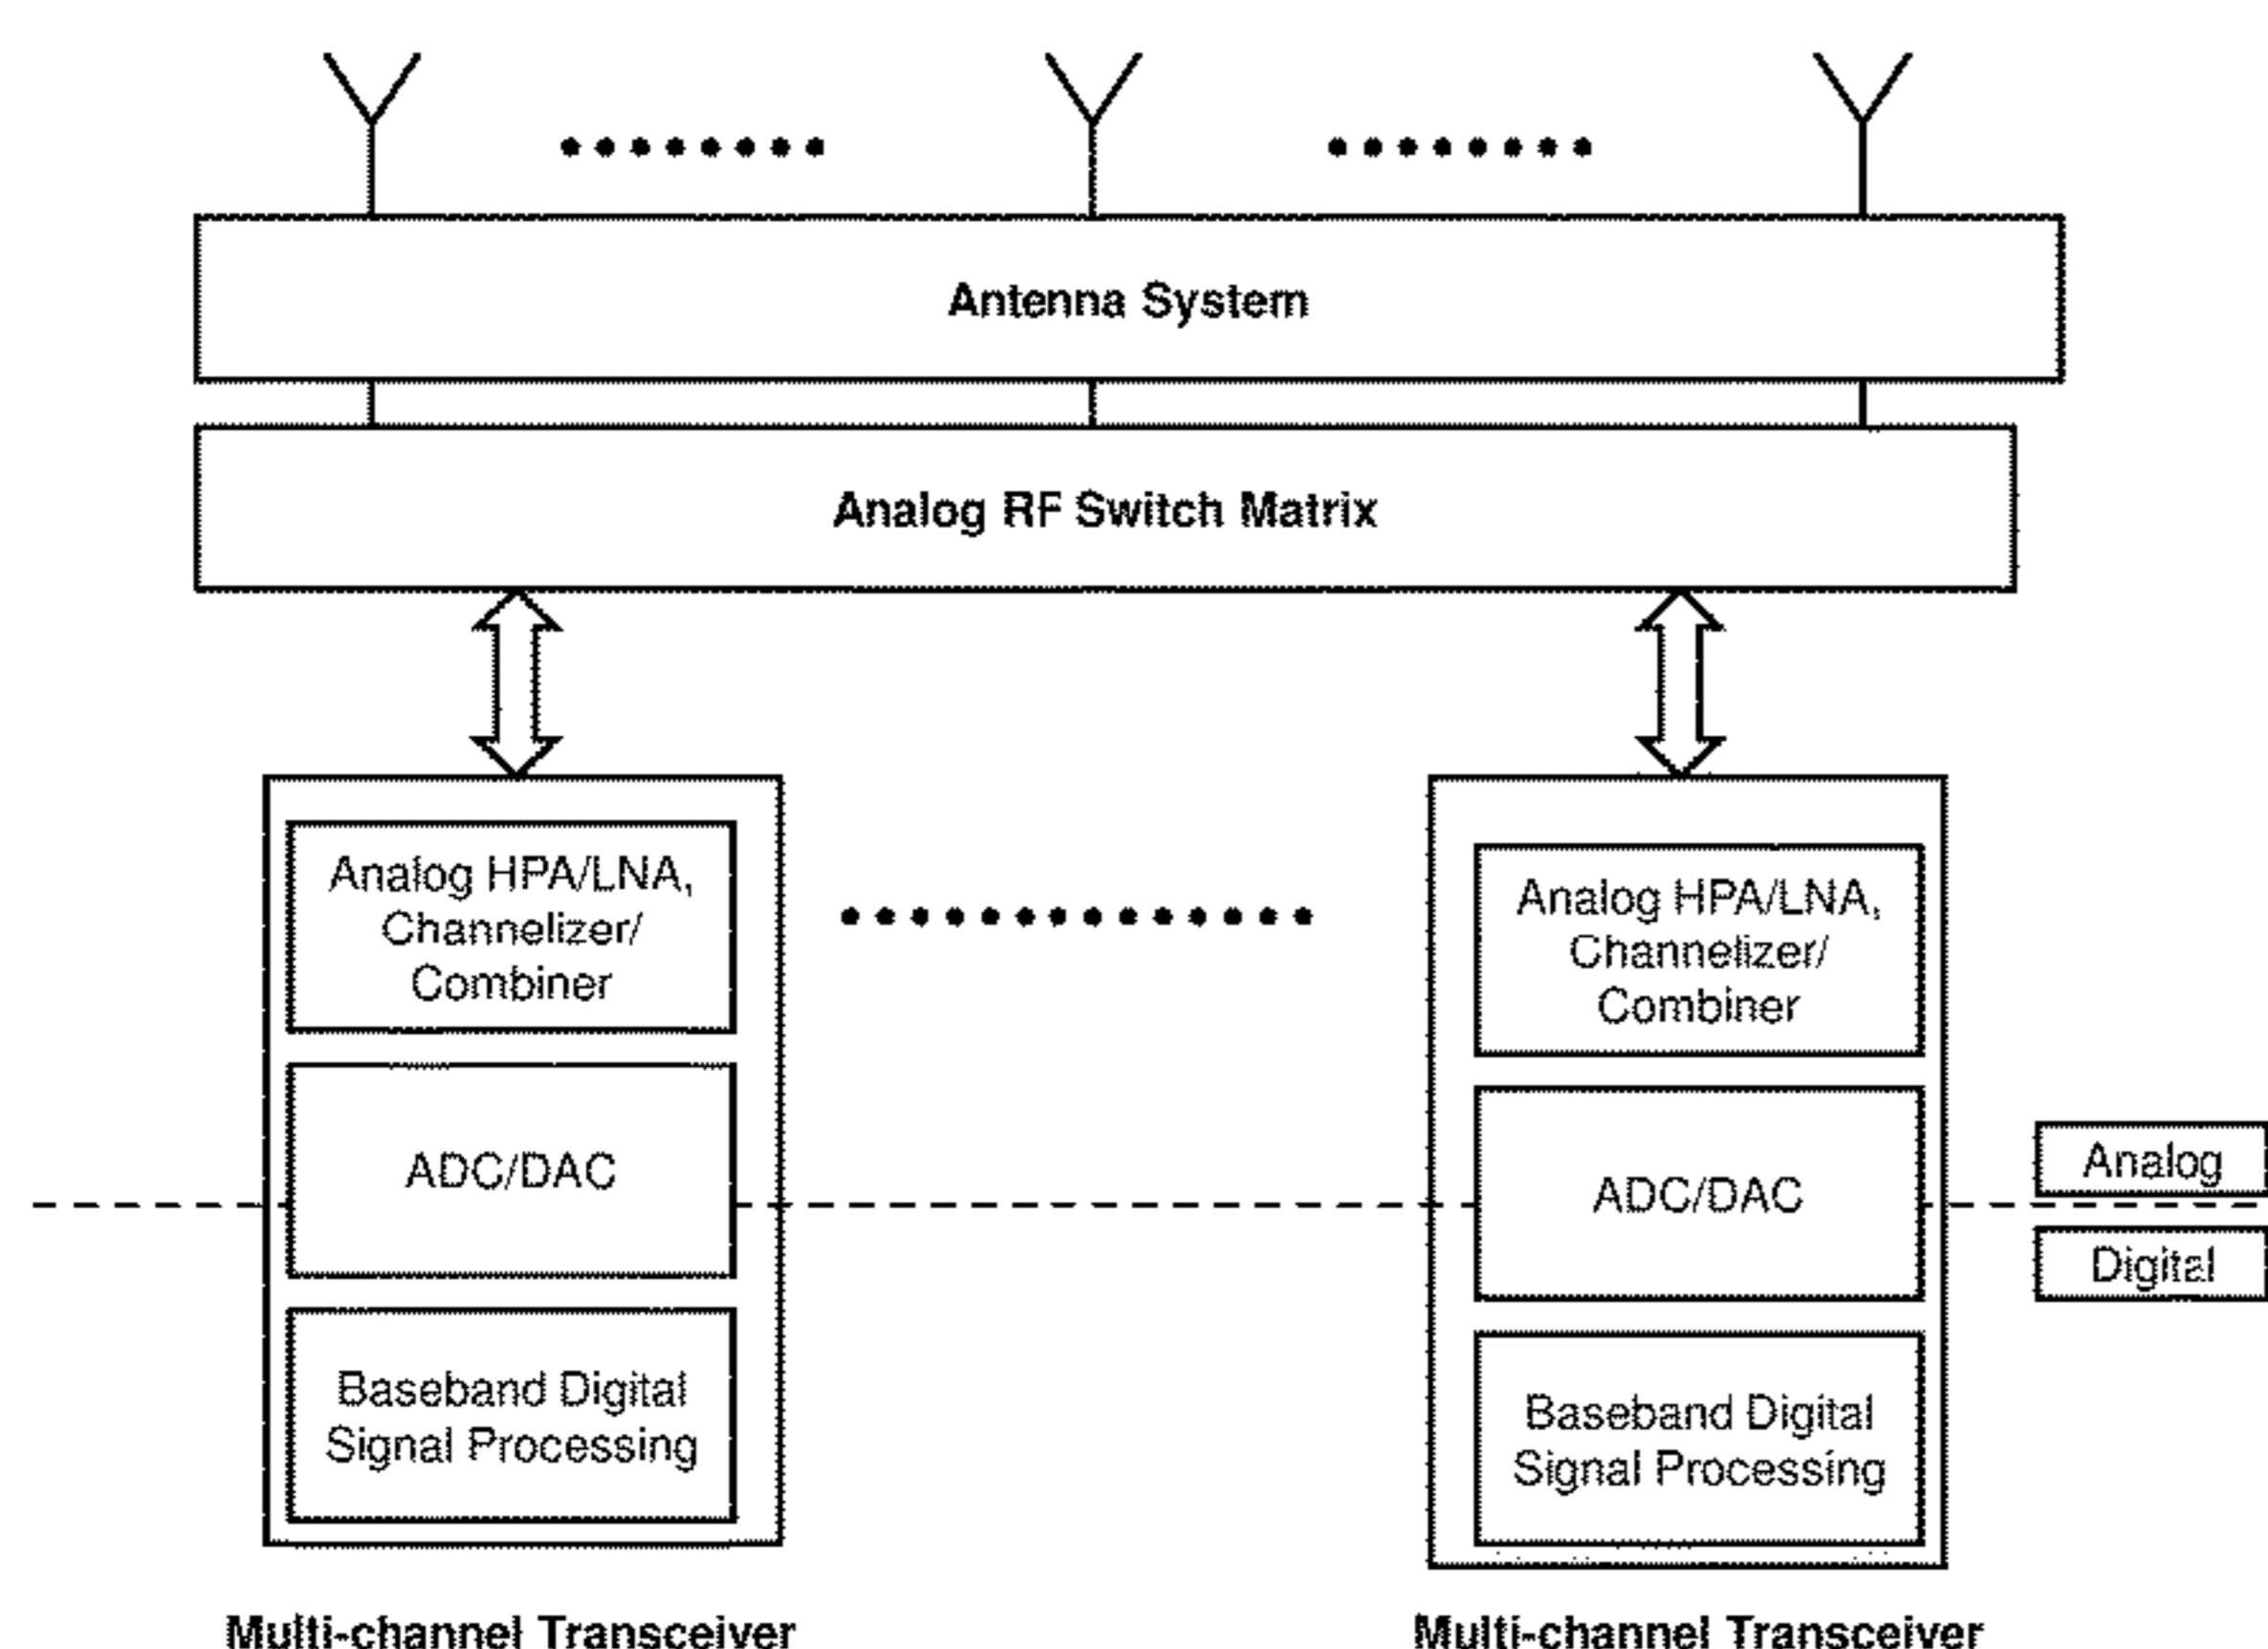 Antenna System
Analog RF Switch Matrix
Analog HPA/LNA,
Channelizer/
Combiner
ADC/DAC
Baseband Digital
Signal Processing
Multi-channel Transceiver
Analog HPA/LNA,
Channelizer/
Combiner
ADC/DAC
Baseband Digital
Signal Processing
Multi-channel Transceiver
Analog
Digital